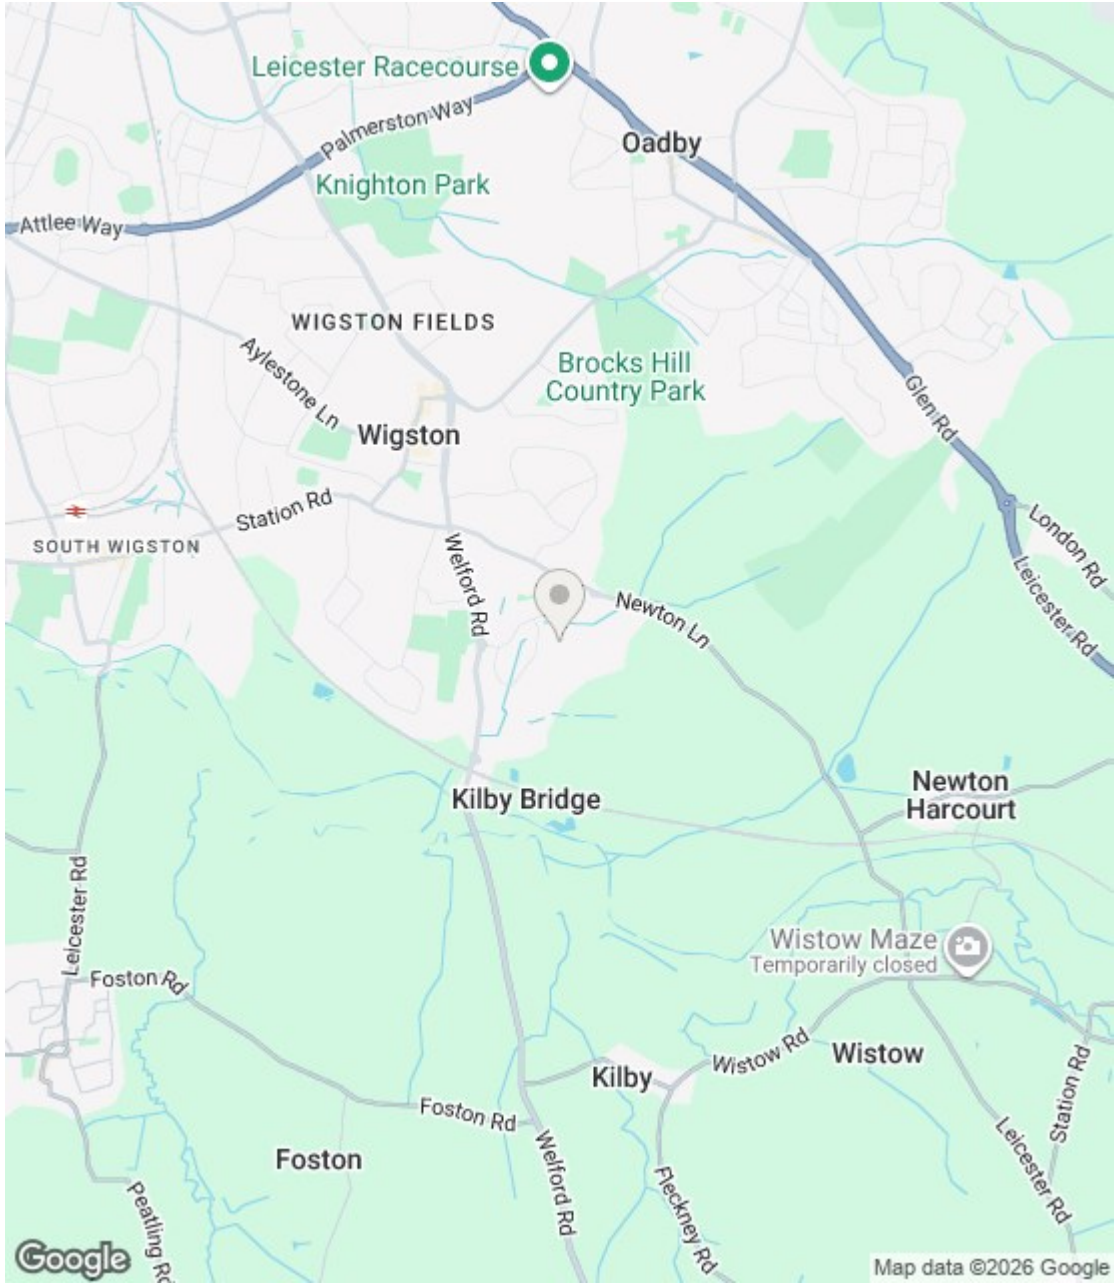 Leicester Racecourse
Palmerston Way
Oadby
Knighton Park
Attlee Way
WIGSTON FIELDS
Aylestone Ln
Brocks Hill
Country Park
Glen Rd
Wigston
Station Rd
SOUTH WIGSTON
Welford Rd
London Rd
Leicester Rd
Newton Ln
Kilby Bridge
Newton
Harcourt
Leicester Rd
Wistow Maze
Temporarily closed
Foston Rd
Wistow Rd
Wistow
Kilby
Station Rd
Foston Rd
Welford Rd
Foston
Leicester Rd
Fleckney Rd
Peatling Rd
Google
Map data ©2026 Google